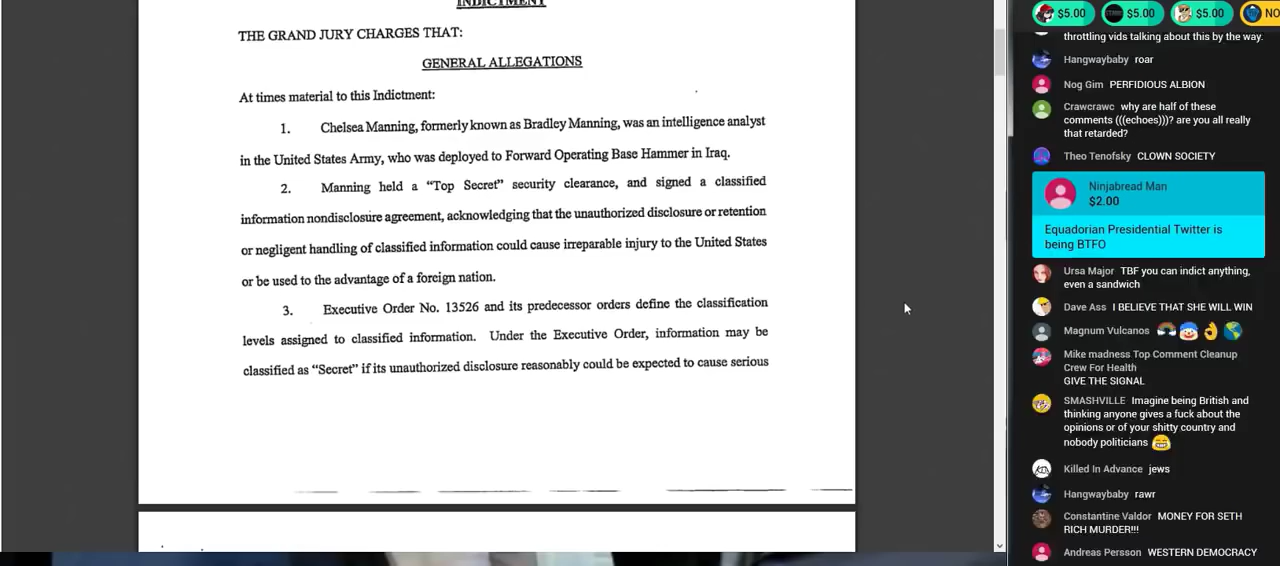 INDICTMENT
THE GRAND JURY CHARGES THAT:
GENERAL ALLEGATIONS
At times material to this Indictment:
1. Chelsea Manning, formerly known as Bradley Manning, was an intelligence analyst
in the United States Army, who was deployed to Forward Operating Base Hammer in Iraq.
2. Manning held a “Top Secret” security clearance, and signed a classified
information nondisclosure agreement, acknowledging that the unauthorized disclosure or retention
or negligent handling of classified information could cause irreparable injury to the United States
or be used to the advantage of a foreign nation.
3. Executive Order No. 13526 and its predecessor orders define the classification
levels assigned to classified information. Under the Executive Order, information may be
classified as “Secret” if its unauthorized disclosure reasonably could be expected to cause serious
$5.00 $5.00 $5.00 NO
throttling vids talking about this by the way.
Hangwaybaby roar
Nog Gim PERFIDIOUS ALBION
Crawcrawc why are half of these
comments (((echoes)))? are you all really
that retarded?
Theo Tenofsky CLOWN SOCIETY
Ninjabread Man
$2.00
Equadorian Presidential Twitter is
being BTFO
Ursa Major TBF you can indict anything,
even a sandwich
Dave Ass I BELIEVE THAT SHE WILL WIN
Magnum Vulcanos 🌈🤡👌🌎
Mike madness Top Comment Cleanup
Crew For Health
GIVE THE SIGNAL
SMASHVILLE Imagine being British and
thinking anyone gives a fuck about the
opinions or of your shitty country and
nobody politicians 😁
Killed In Advance jews
Hangwaybaby rawr
Constantine Valdor MONEY FOR SETH
RICH MURDER!!!
Andreas Persson WESTERN DEMOCRACY